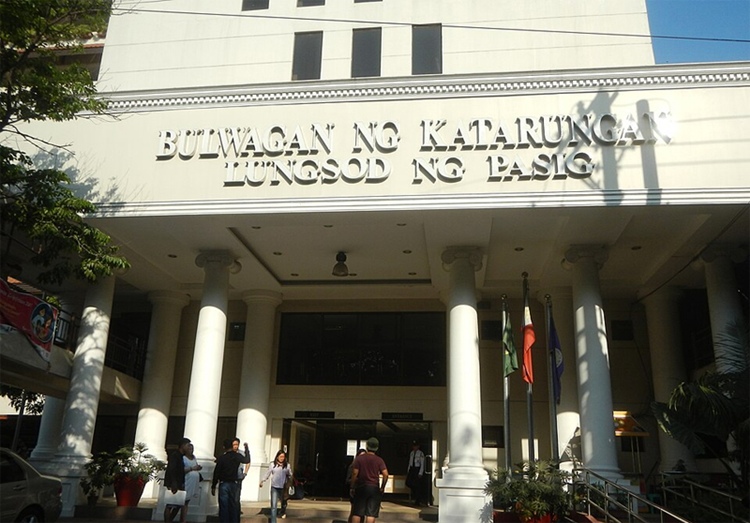 BULWAGAN NG KATARUNGAN
LUNGSOD NG PASIG